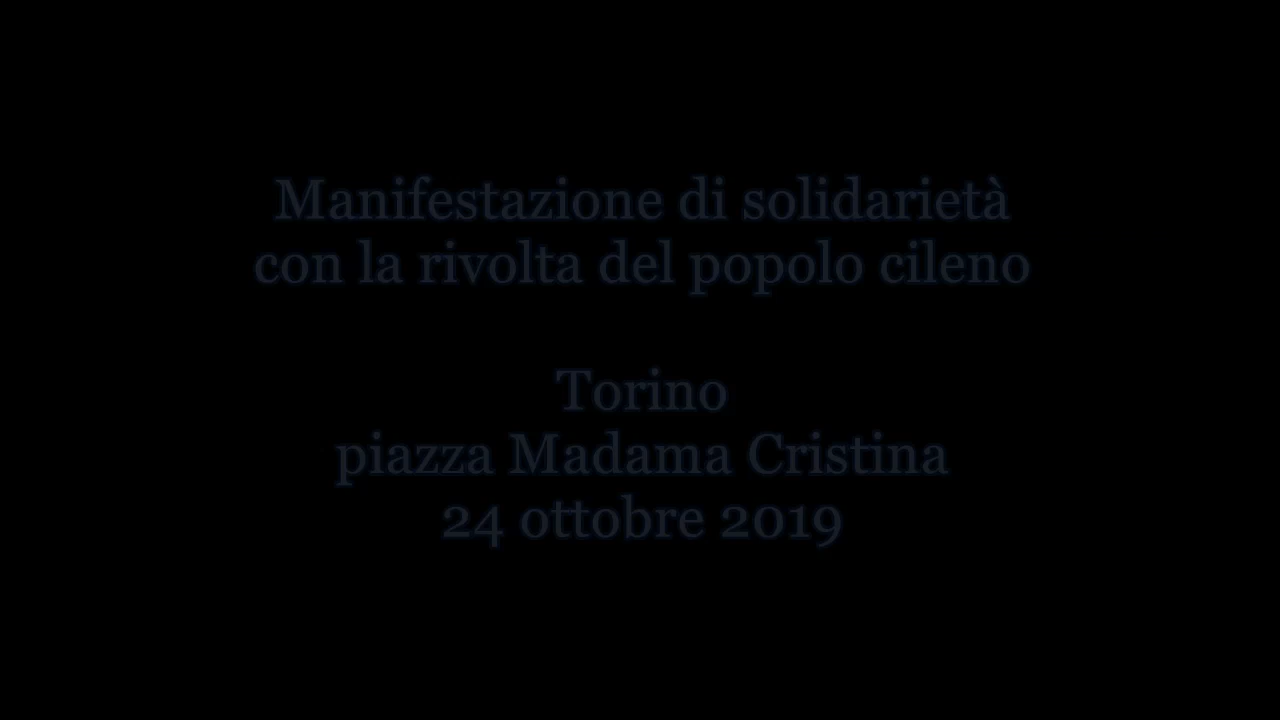 Manifestazione di solidarietà
con la rivolta del popolo cileno
Torino
piazza Madama Cristina
24 ottobre 2019